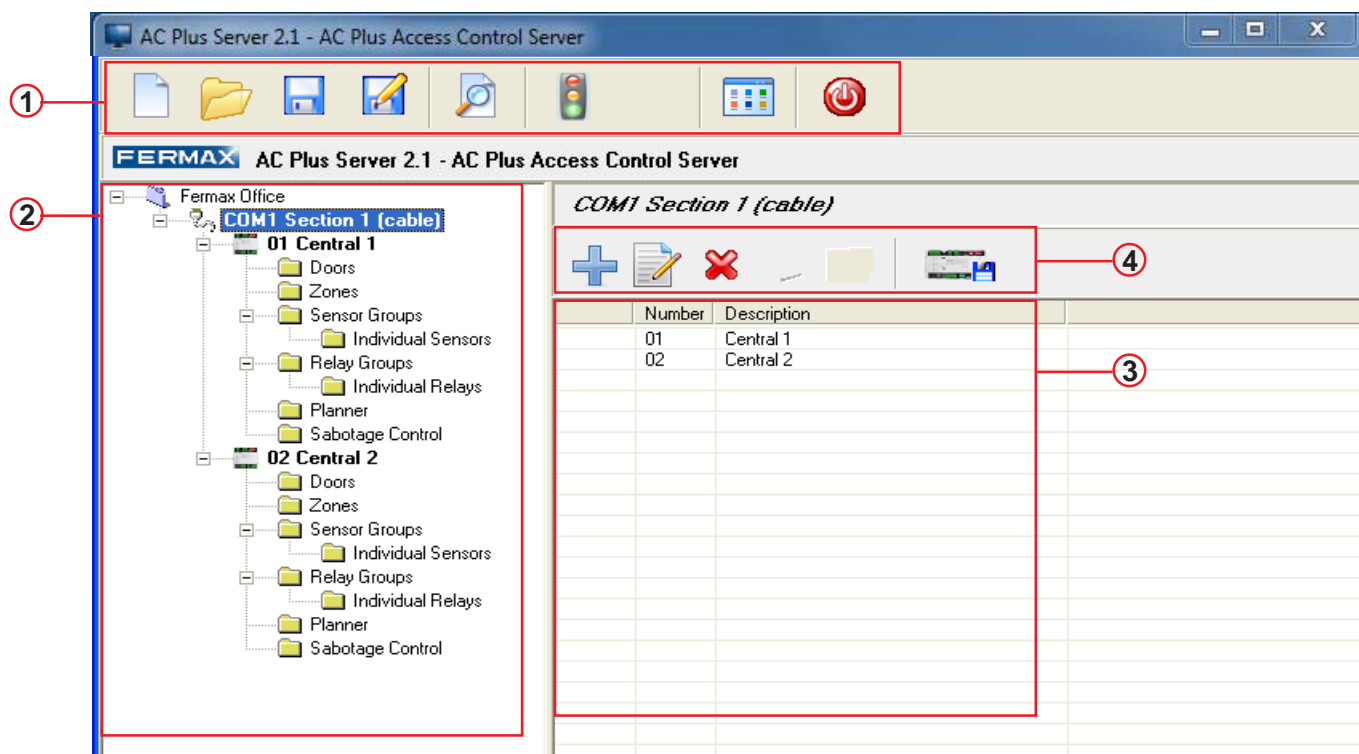 AC Plus Server 2.1 - AC Plus Access Control Server
1
FERMAX AC Plus Server 2.1 - AC Plus Access Control Server
2
Fermax Office
COM1 Section 1 (cable)
01 Central 1
Doors
Zones
Sensor Groups
Individual Sensors
Relay Groups
Individual Relays
Planner
Sabotage Control
02 Central 2
Doors
Zones
Sensor Groups
Individual Sensors
Relay Groups
Individual Relays
Planner
Sabotage Control
COM1 Section 1 (cable)
4
Number Description
01 Central 1
02 Central 2
3